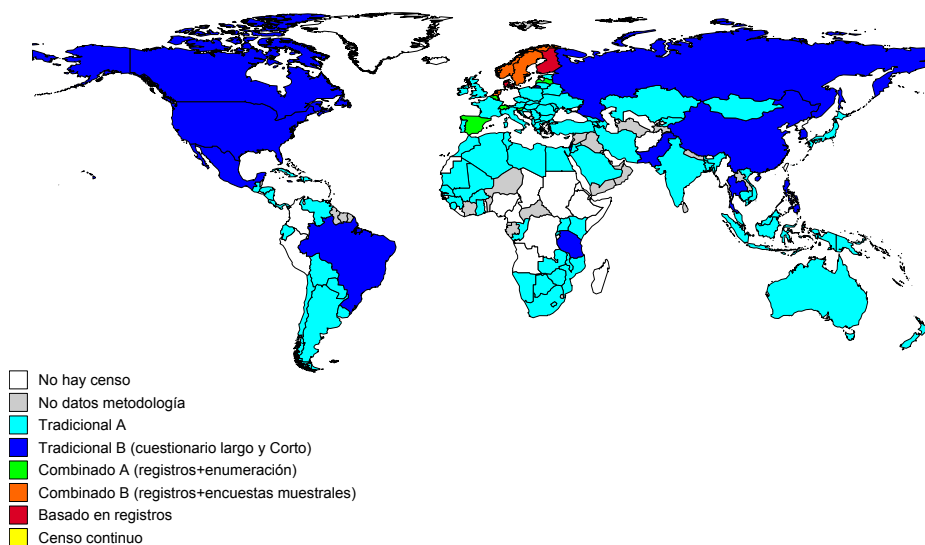 No hay censo
No datos metodología
Tradicional A
Tradicional B (cuestionario largo y Corto)
Combinado A (registros+enumeración)
Combinado B (registros+encuestas muestrales)
Basado en registros
Censo continuo